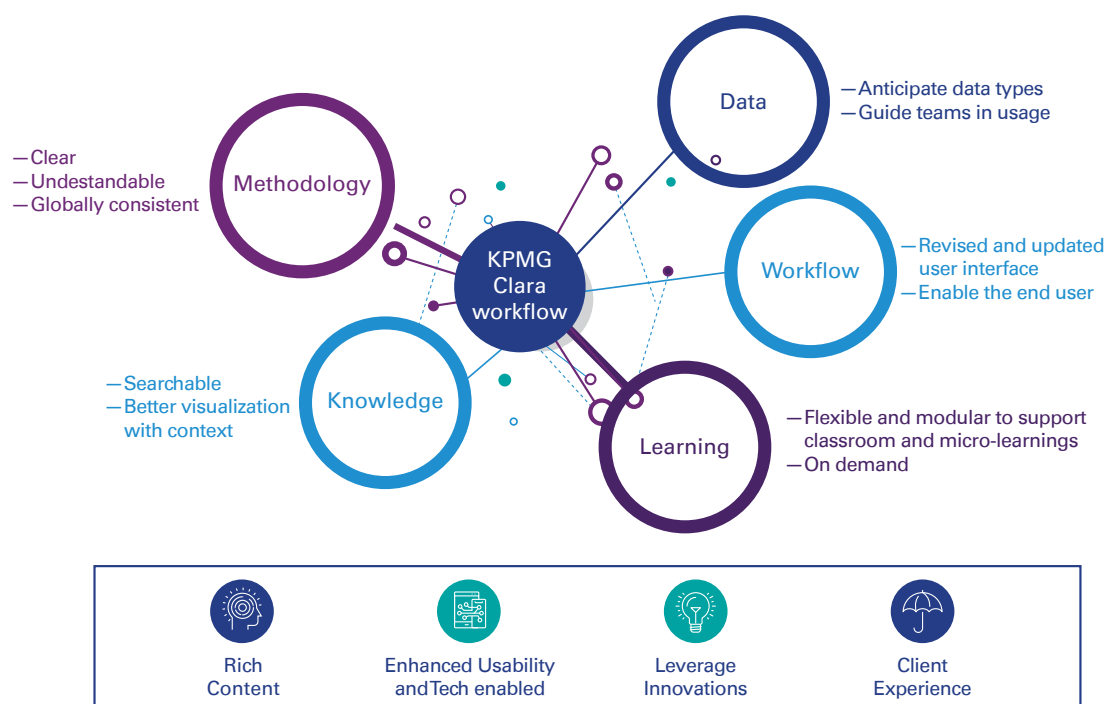 Data
—Anticipate data types
—Guide teams in usage
Methodology
—Clear
—Undestandable
—Globally consistent
KPMG
Clara
workflow
Workflow
—Revised and updated
user interface
—Enable the end user
Knowledge
—Searchable
—Better visualization
with context
Learning
—Flexible and modular to support
classroom and micro-learnings
—On demand
Rich
Content
Enhanced Usability
and Tech enabled
Leverage
Innovations
Client
Experience